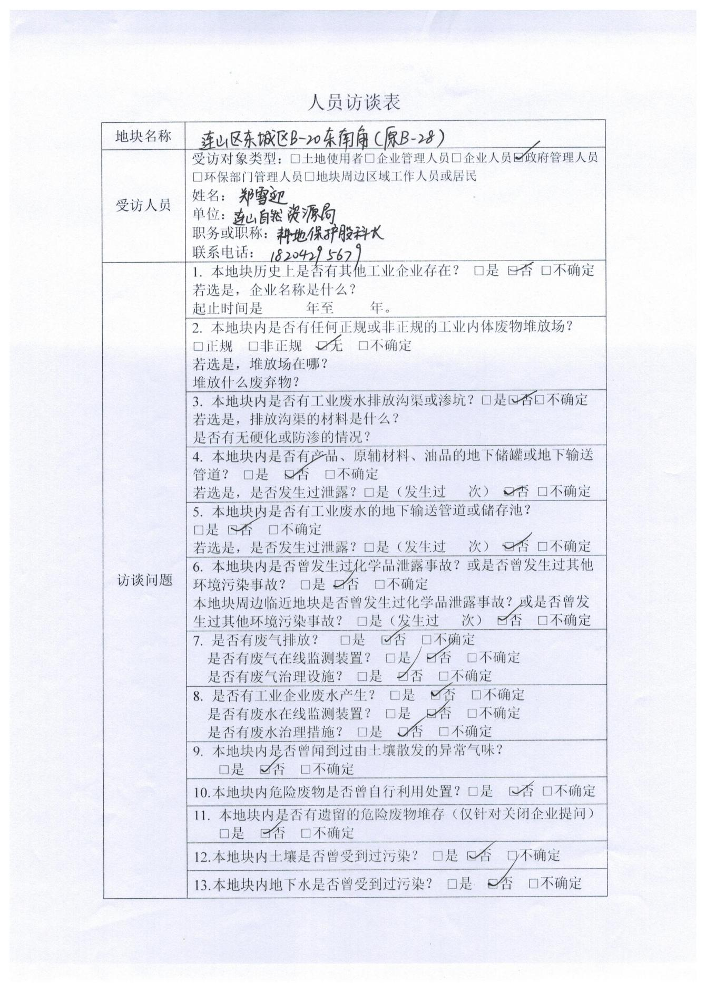 人员访谈表
地块名称
连山区东城区B-20东南角(原B-28)
受访人员
受访对象类型：□土地使用者□企业管理人员□企业人员☑政府管理人员
□环保部门管理人员□地块周边区域工作人员或居民
姓名：郑雪迎
单位：连山自然资源局
职务或职称：耕地保护股科长
联系电话：18204295679
访谈问题
1. 本地块历史上是否有其他工业企业存在？ □是 ☑否 □不确定
若选是，企业名称是什么？
起止时间是 年至 年。
2. 本地块内是否有任何正规或非正规的工业内体废物堆放场？
□正规 □非正规 ☑无 □不确定
若选是，堆放场在哪？
堆放什么废弃物？
3. 本地块内是否有工业废水排放沟渠或渗坑？□是☑否□不确定
若选是，排放沟渠的材料是什么？
是否有无硬化或防渗的情况？
4. 本地块内是否有产品、原辅材料、油品的地下储罐或地下输送
管道？ □是 ☑否 □不确定
若选是，是否发生过泄露？□是（发生过 次） ☑否 □不确定
5. 本地块内是否有工业废水的地下输送管道或储存池？
□是 ☑否 □不确定
若选是，是否发生过泄露？□是（发生过 次） ☑否 □不确定
6. 本地块内是否曾发生过化学品泄露事故？或是否曾发生过其他
环境污染事故？ □是 ☑否 □不确定
本地块周边临近地块是否曾发生过化学品泄露事故？或是否曾发
生过其他环境污染事故？ □是（发生过 次） ☑否 □不确定
7. 是否有废气排放？ □是 ☑否 □不确定
是否有废气在线监测装置？ □是 ☑否 □不确定
是否有废气治理设施？ □是 ☑否 □不确定
8. 是否有工业企业废水产生？ □是 ☑否 □不确定
是否有废水在线监测装置？ □是 ☑否 □不确定
是否有废水治理措施？ □是 ☑否 □不确定
9. 本地块内是否曾闻到过由土壤散发的异常气味？
□是 ☑否 □不确定
10.本地块内危险废物是否曾自行利用处置？□是 ☑否 □不确定
11. 本地块内是否有遗留的危险废物堆存（仅针对关闭企业提问）
□是 ☑否 □不确定
12.本地块内土壤是否曾受到过污染？ □是 ☑否 □不确定
13.本地块内地下水是否曾受到过污染？ □是 ☑否 □不确定